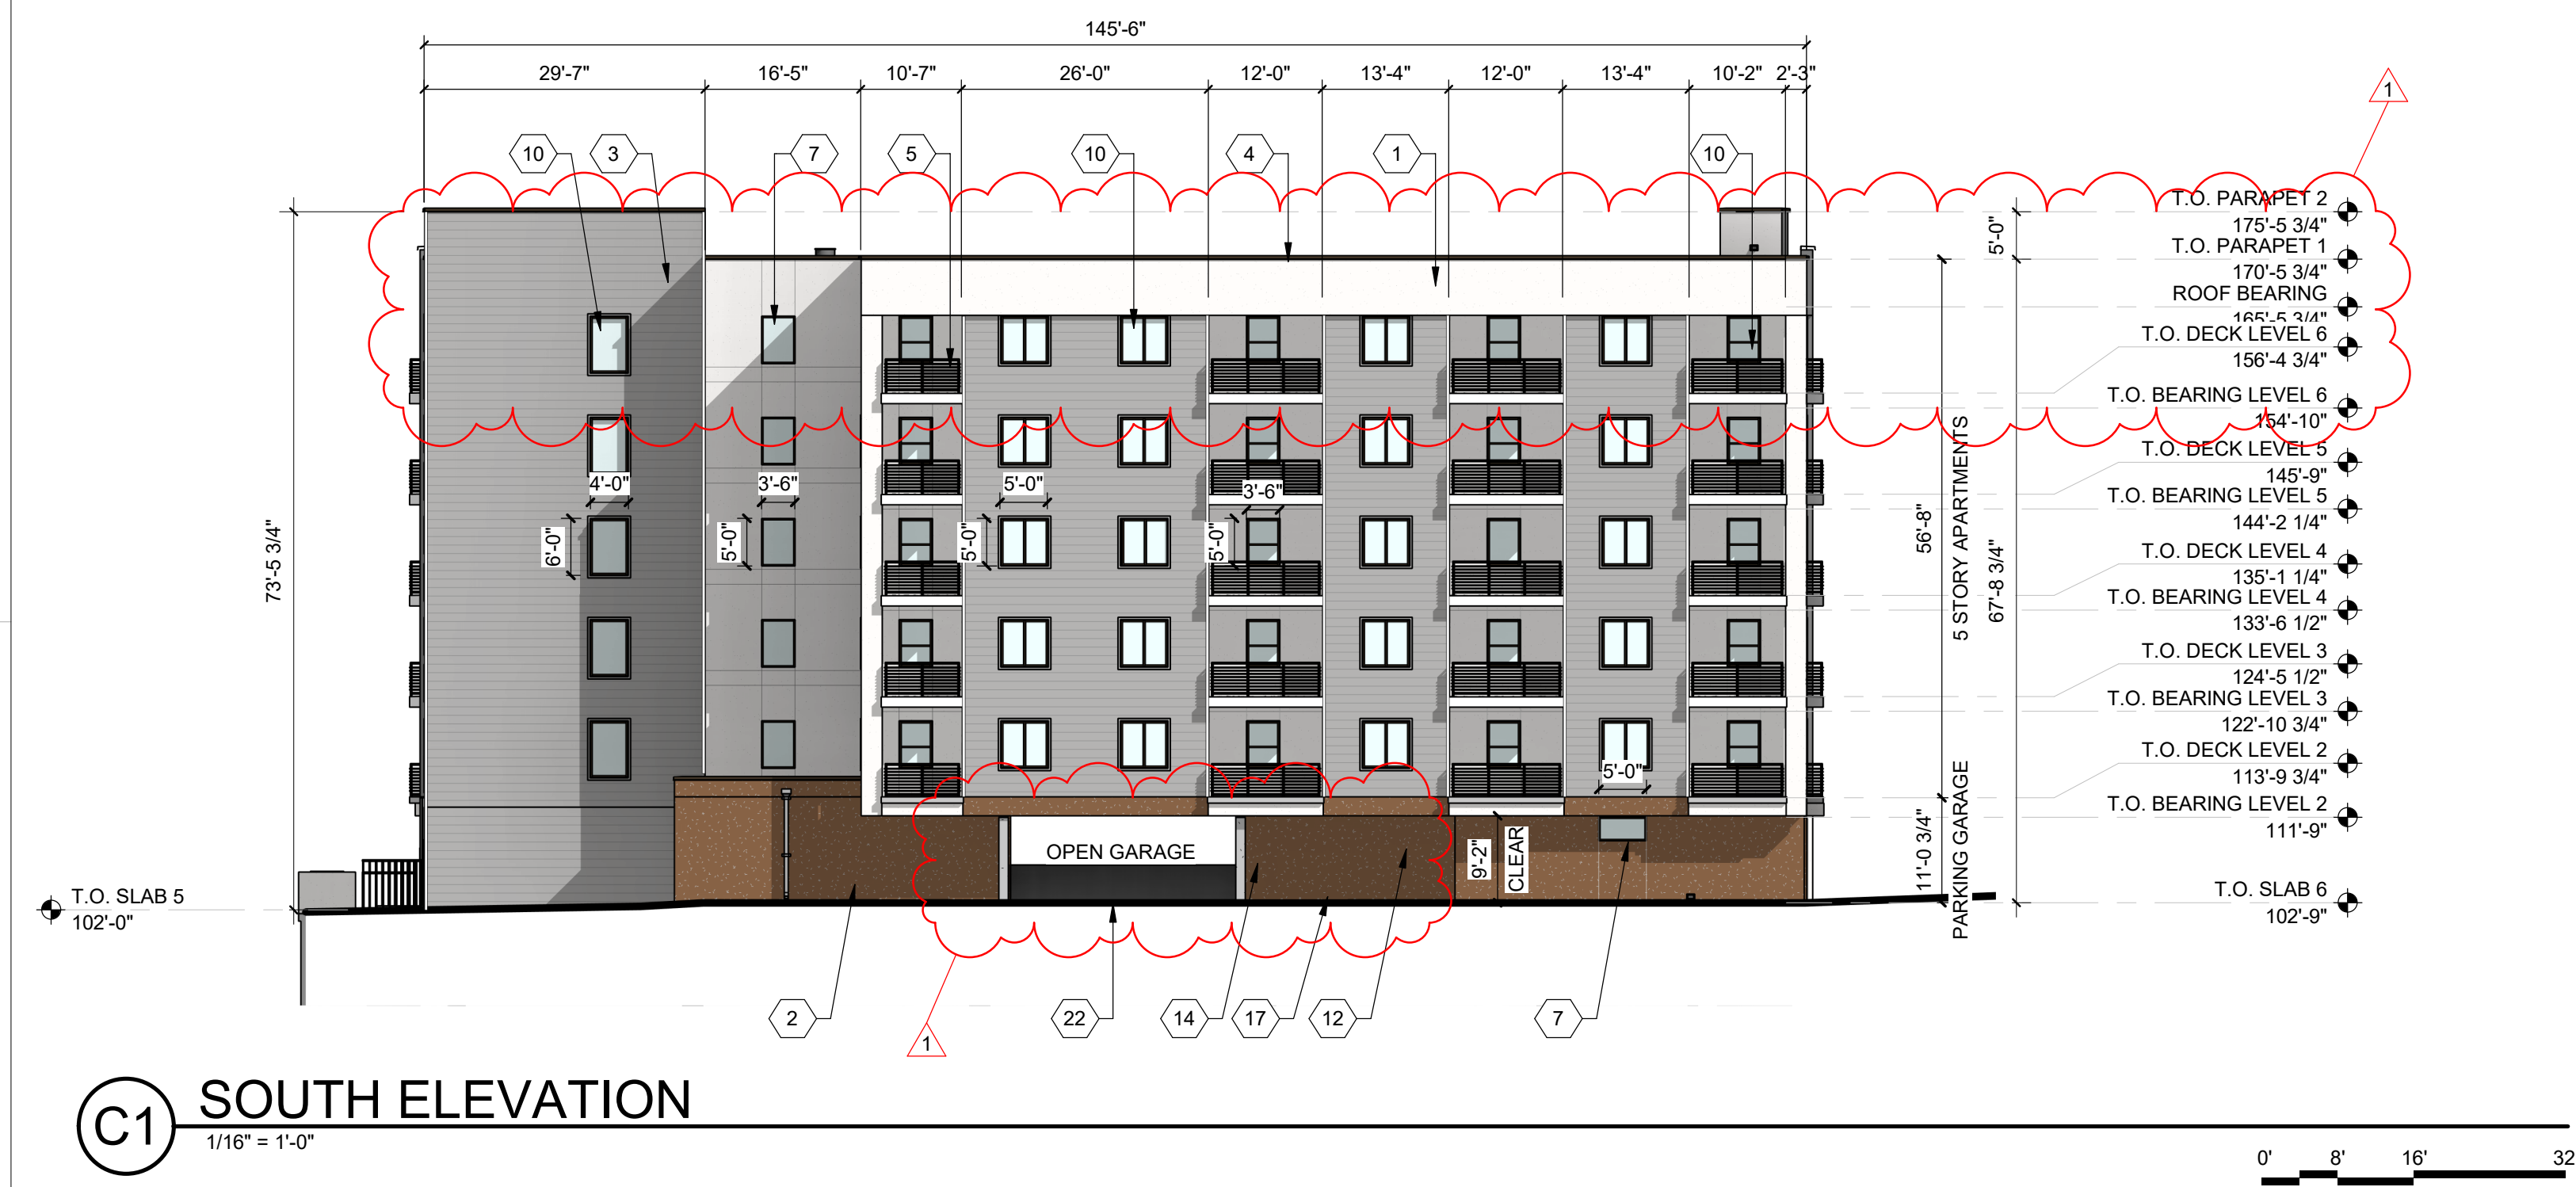 145'-6"
29'-7" 16'-5" 10'-7" 26'-0" 12'-0" 13'-4" 12'-0" 13'-4" 10'-2" 2'-3"
1
10 3 7 5 10 4 1 10
T.O. PARAPET 2
175'-5 3/4"
T.O. PARAPET 1
170'-5 3/4"
ROOF BEARING
165'-5 3/4"
T.O. DECK LEVEL 6
156'-4 3/4"
T.O. BEARING LEVEL 6
154'-10"
T.O. DECK LEVEL 5
145'-9"
T.O. BEARING LEVEL 5
144'-2 1/4"
T.O. DECK LEVEL 4
135'-1 1/4"
T.O. BEARING LEVEL 4
133'-6 1/2"
T.O. DECK LEVEL 3
124'-5 1/2"
T.O. BEARING LEVEL 3
122'-10 3/4"
T.O. DECK LEVEL 2
113'-9 3/4"
T.O. BEARING LEVEL 2
111'-9"
T.O. SLAB 6
102'-9"
5'-0"
56'-8"
5 STORY APARTMENTS
67'-8 3/4"
11'-0 3/4"
PARKING GARAGE
73'-5 3/4"
4'-0" 3'-6" 5'-0" 3'-6"
6'-0" 5'-0" 5'-0" 5'-0"
5'-0"
OPEN GARAGE
9'-2"
CLEAR
T.O. SLAB 5
102'-0"
2 22 14 17 12 7
1
C1
SOUTH ELEVATION
1/16" = 1'-0"
0' 8' 16' 32